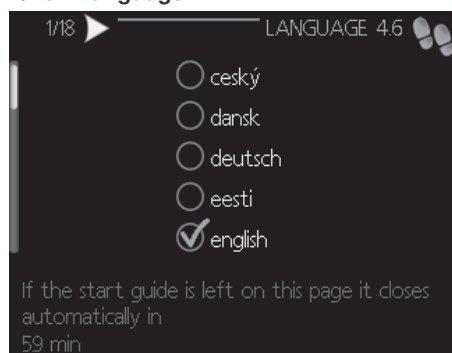 1/18 LANGUAGE 4.6
ceský
dansk
deutsch
eesti
english
If the start guide is left on this page it closes
automatically in
59 min